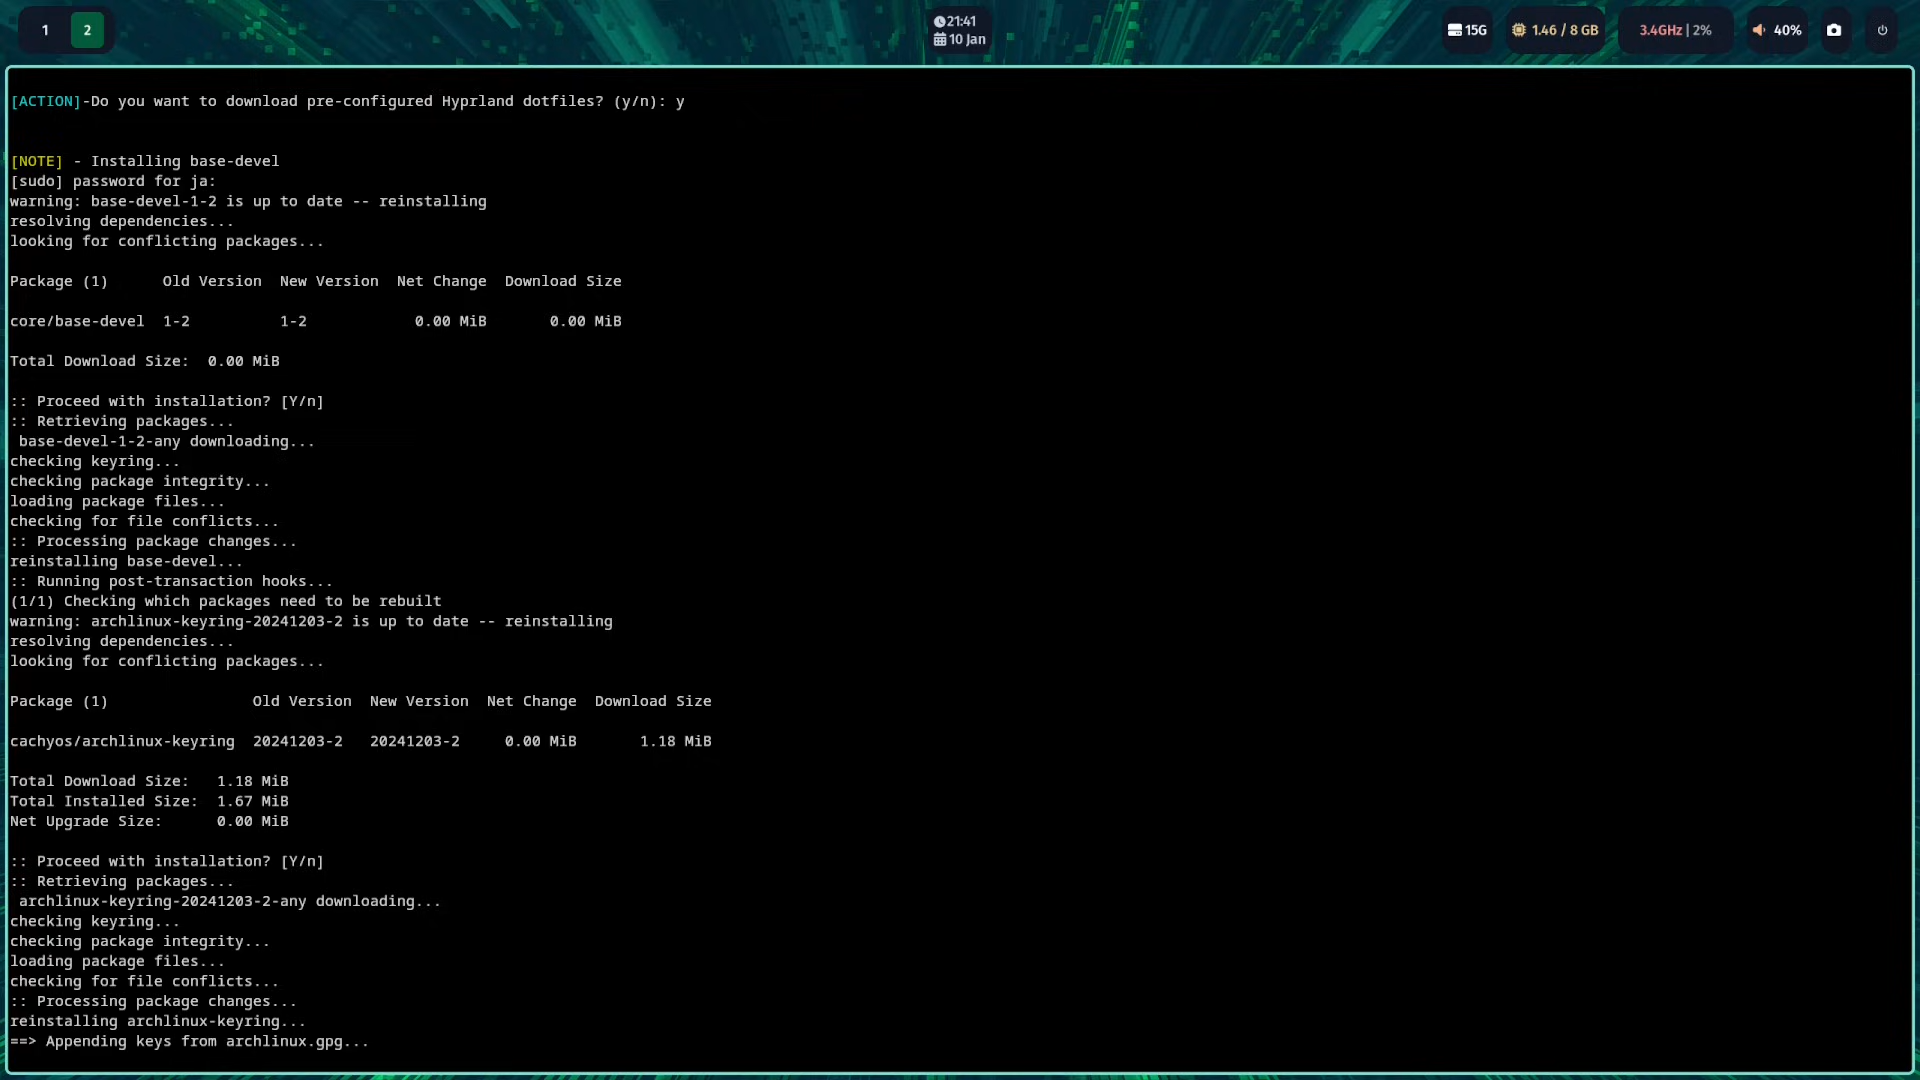 1
2
21:41
10 Jan
15G
1.46 / 8 GB
3.4GHz | 2%
40%
[ACTION]-Do you want to download pre-configured Hyprland dotfiles? (y/n): y
[NOTE] - Installing base-devel
[sudo] password for ja:
warning: base-devel-1-2 is up to date -- reinstalling
resolving dependencies...
looking for conflicting packages...
Package (1)      Old Version  New Version  Net Change  Download Size
core/base-devel  1-2          1-2            0.00 MiB       0.00 MiB
Total Download Size:  0.00 MiB
:: Proceed with installation? [Y/n]
:: Retrieving packages...
base-devel-1-2-any downloading...
checking keyring...
checking package integrity...
loading package files...
checking for file conflicts...
:: Processing package changes...
reinstalling base-devel...
:: Running post-transaction hooks...
(1/1) Checking which packages need to be rebuilt
warning: archlinux-keyring-20241203-2 is up to date -- reinstalling
resolving dependencies...
looking for conflicting packages...
Package (1)                Old Version  New Version  Net Change  Download Size
cachyos/archlinux-keyring  20241203-2   20241203-2     0.00 MiB       1.18 MiB
Total Download Size:   1.18 MiB
Total Installed Size:  1.67 MiB
Net Upgrade Size:      0.00 MiB
:: Proceed with installation? [Y/n]
:: Retrieving packages...
archlinux-keyring-20241203-2-any downloading...
checking keyring...
checking package integrity...
loading package files...
checking for file conflicts...
:: Processing package changes...
reinstalling archlinux-keyring...
==> Appending keys from archlinux.gpg...